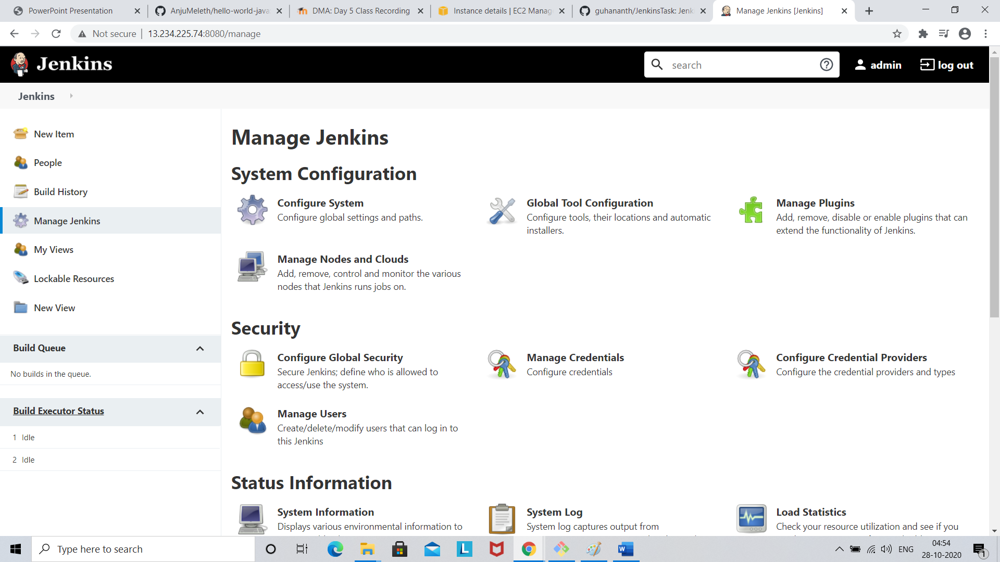 PowerPoint Presentation
AnjuMeleth/hello-world-java
DMA: Day 5 Class Recording
Instance details | EC2 Manag
guhananth/JenkinsTask: Jenk
Manage Jenkins [Jenkins]
Not secure
13.234.225.74:8080/manage
Jenkins
search
admin
log out
Jenkins
New Item
People
Build History
Manage Jenkins
My Views
Lockable Resources
New View
Build Queue
No builds in the queue.
Build Executor Status
1 Idle
2 Idle
Manage Jenkins
System Configuration
Configure System
Configure global settings and paths.
Global Tool Configuration
Configure tools, their locations and automatic
installers.
Manage Plugins
Add, remove, disable or enable plugins that can
extend the functionality of Jenkins.
Manage Nodes and Clouds
Add, remove, control and monitor the various
nodes that Jenkins runs jobs on.
Security
Configure Global Security
Secure Jenkins; define who is allowed to
access/use the system.
Manage Credentials
Configure credentials
Configure Credential Providers
Configure the credential providers and types
Manage Users
Create/delete/modify users that can log in to
this Jenkins
Status Information
System Information
Displays various environmental information to
System Log
System log captures output from
Load Statistics
Check your resource utilization and see if you
Type here to search
L
W
ENG
04:54
28-10-2020
1